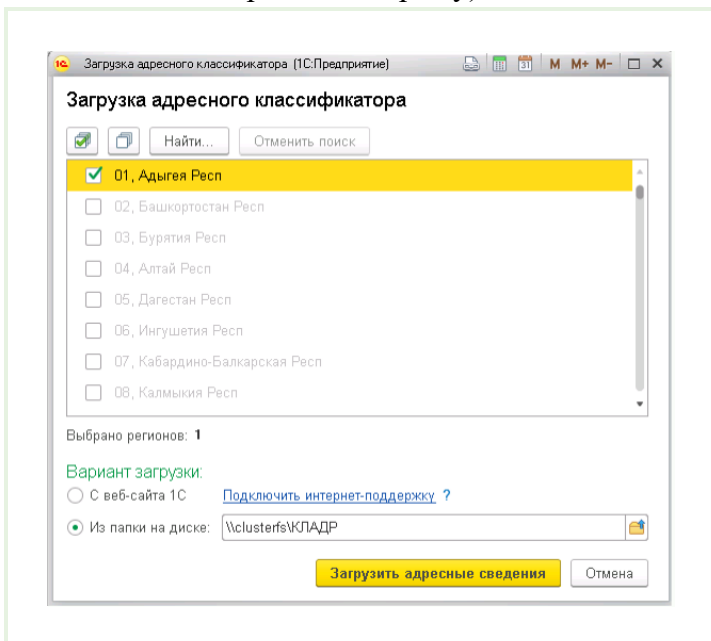 Загрузка адресного классификатора (1С:Предприятие) 31 M M+ M-
Загрузка адресного классификатора
Найти... Отменить поиск
01, Адыгея Респ
02, Башкортостан Респ
03, Бурятия Респ
04, Алтай Респ
05, Дагестан Респ
06, Ингушетия Респ
07, Кабардино-Балкарская Респ
08, Калмыкия Респ
Выбрано регионов: 1
Вариант загрузки:
С веб-сайта 1С Подключить интернет-поддержку ?
Из папки на диске: \\clusterfs\КЛАДР
Загрузить адресные сведения Отмена